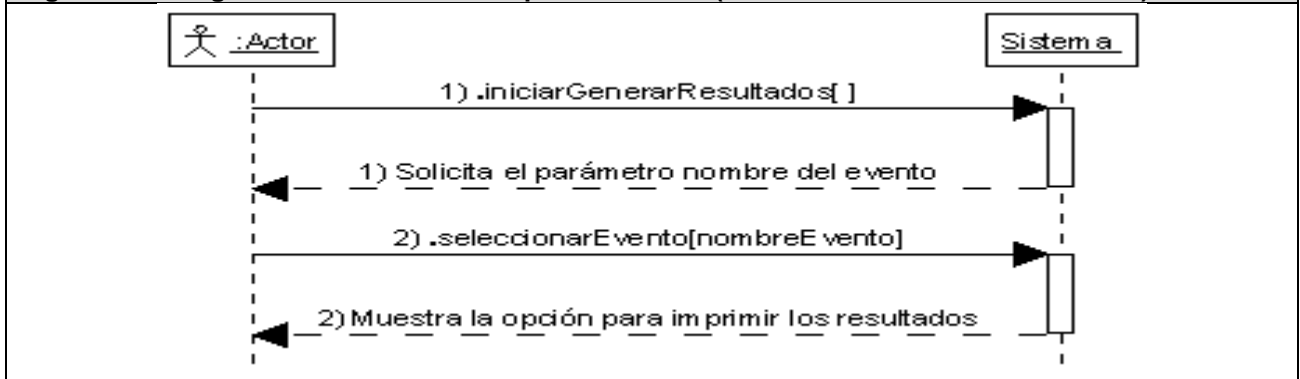 :Actor
Sistema
1) .iniciarGenerarResultados[ ]
1) Solicita el parámetro nombre del evento
2) .seleccionarEvento[nombreEvento]
2) Muestra la opción para imprimir los resultados